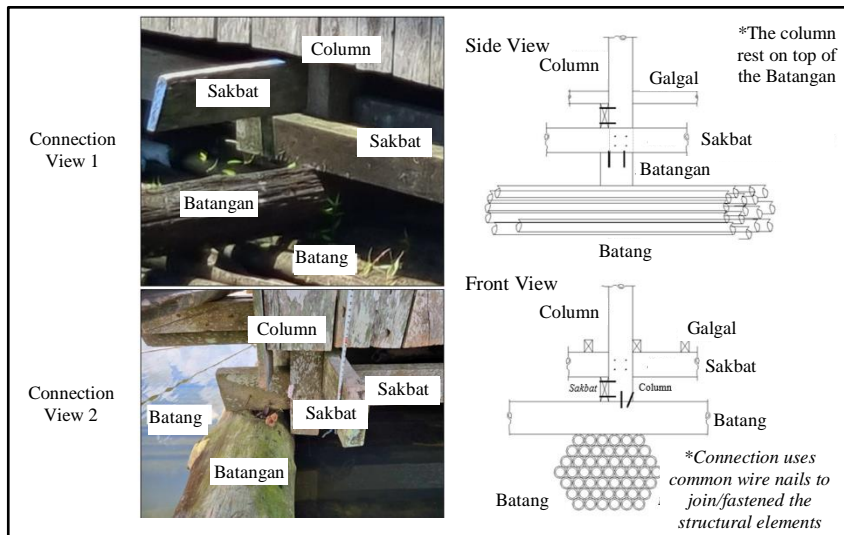 Connection
View 1
Column
Sakbat
Sakbat
Batangan
Batang
Side View
*The column
rest on top of
the Batangan
Column
Galgal
Sakbat
Batangan
Batang
Connection
View 2
Column
Sakbat
Batang
Sakbat
Batangan
Front View
Column
Galgal
Sakbat
Sakbat
Column
Batang
Batang
*Connection uses
common wire nails to
join/fastened the
structural elements